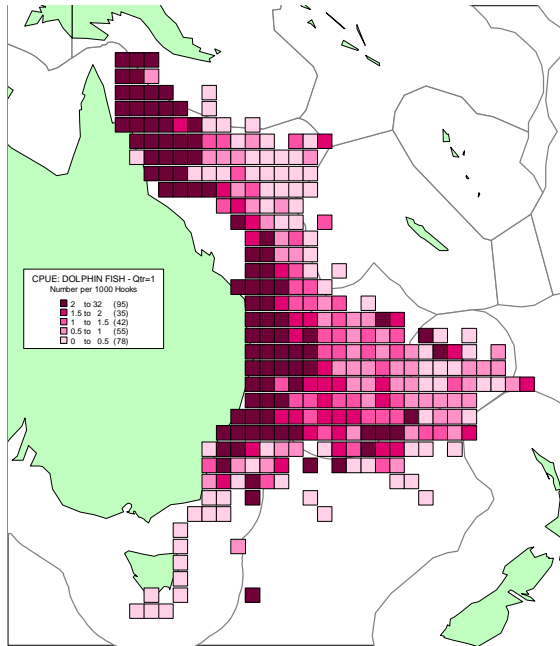 CPUE: DOLPHIN FISH - Qtr=1
Number per 1000 Hooks
2 to 32 (95)
1.5 to 2 (35)
1 to 1.5 (42)
0.5 to 1 (55)
0 to 0.5 (78)